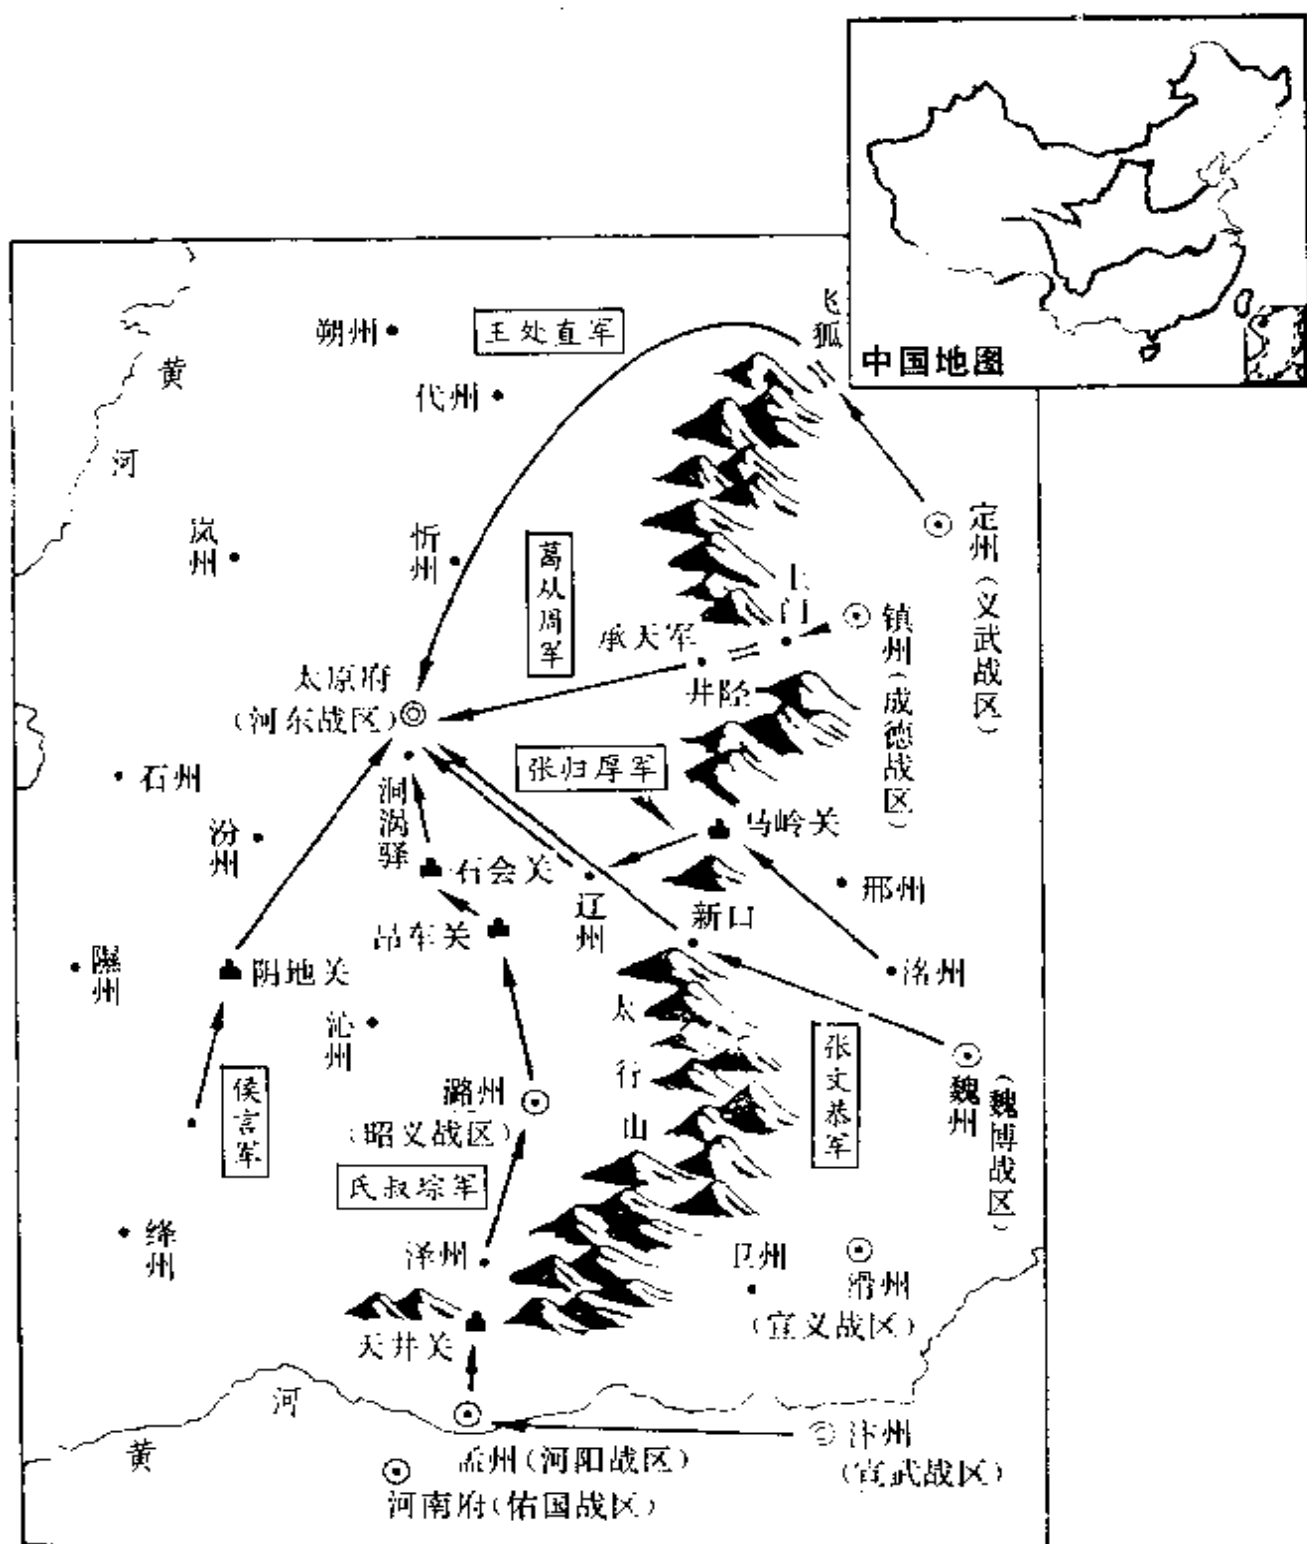 中国地图
飞狐
朔州
王处直军
黄
河
代州
定州(义武战区)
岚州
忻州
葛从周军
土门
镇州(成德战区)
承天军
井陉
太原府
(河东战区)
张归厚军
石州
涧涡驿
马岭关
汾州
石会关
辽州
邢州
新口
昂车关
隰州
阴地关
洺州
沁州
太行山
张文恭军
魏州
(魏博战区)
侯言军
潞州
(昭义战区)
氏叔琮军
绛州
泽州
卫州
滑州
(宣义战区)
天井关
河
黄
孟州(河阳战区)
汴州
(宣武战区)
河南府(佑国战区)